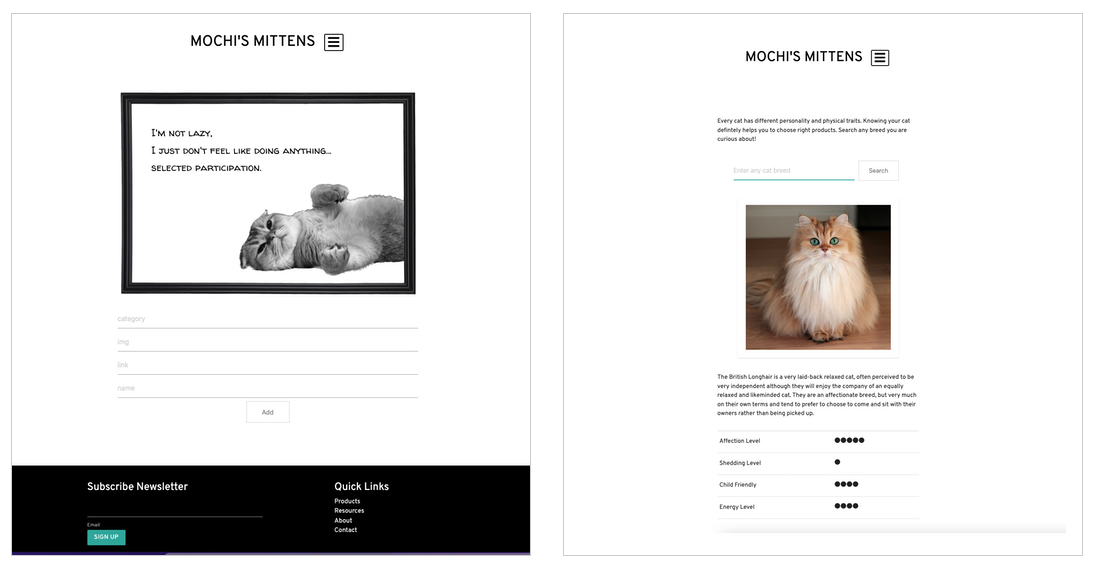 MOCHI'S MITTENS
I'M NOT LAZY,
I JUST DON'T FEEL LIKE DOING ANYTHING...
SELECTED PARTICIPATION.
category
img
link
name
Add
Subscribe Newsletter
Email
SIGN UP
Quick Links
Products
Resources
About
Contact
MOCHI'S MITTENS
Every cat has different personality and physical traits. Knowing your cat
defintely helps you to choose right products. Search any breed you are
curious about!
Enter any cat breed
Search
The British Longhair is a very laid-back relaxed cat, often perceived to be
very independent although they will enjoy the company of an equally
relaxed and likeminded cat. They are an affectionate breed, but very much
on their own terms and tend to prefer to choose to come and sit with their
owners rather than being picked up.
Affection Level
Shedding Level
Child Friendly
Energy Level